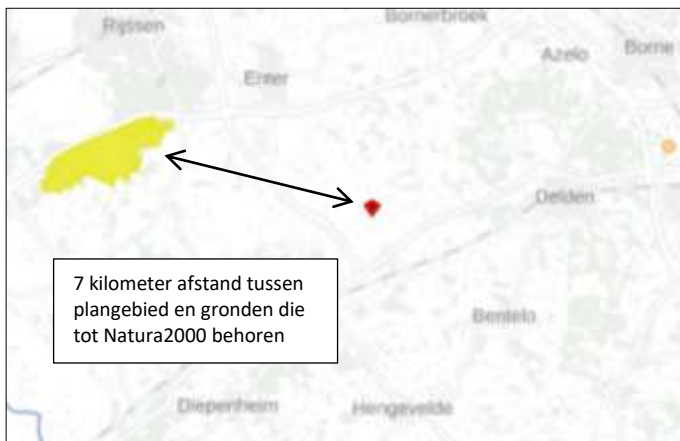 Bornerbroek
Rijssen
Azelo
Borne
Enter
Delden
7 kilometer afstand tussen
plangebied en gronden die
tot Natura2000 behoren
Bentelo
Diepenheim
Hengevelde